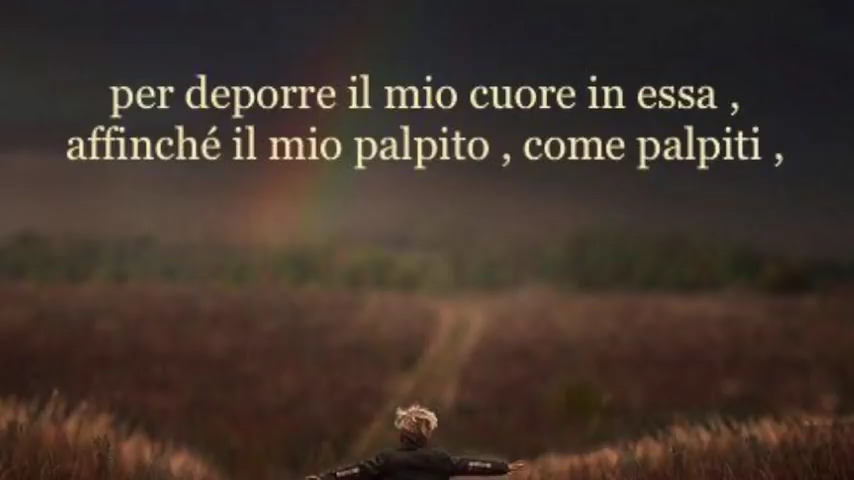 per deporre il mio cuore in essa ,
affinché il mio palpito , come palpiti ,